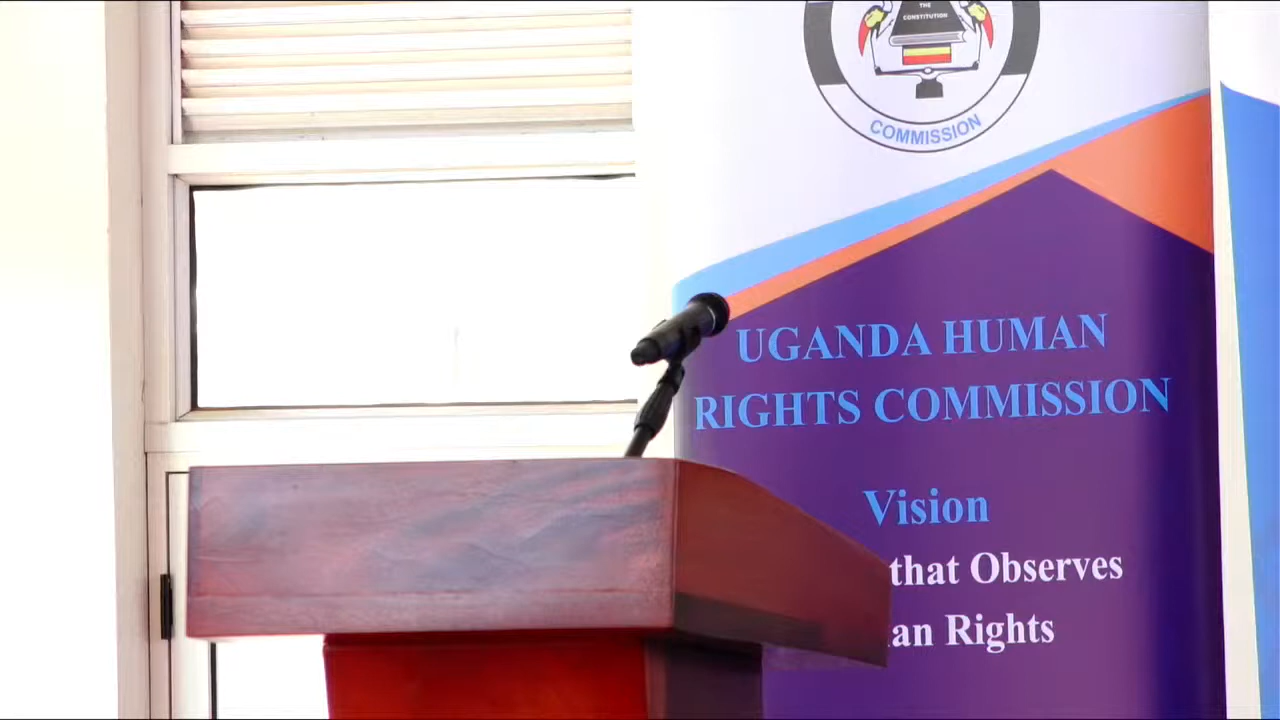 THE
CONSTITUTION
COMMISSION
UGANDA HUMAN
RIGHTS COMMISSION
Vision
that Observes
an Rights